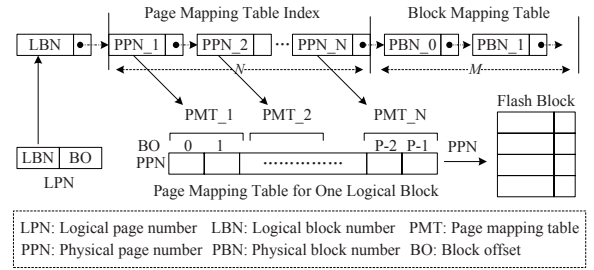 Page Mapping Table Index Block Mapping Table
LBN PPN_1 PPN_2 ... PPN_N PBN_0 PBN_1
N M
PMT_1 PMT_2 PMT_N Flash Block
BO 0 1 P-2 P-1 PPN
PPN ...............
LBN BO
LPN Page Mapping Table for One Logical Block
LPN: Logical page number LBN: Logical block number PMT: Page mapping table
PPN: Physical page number PBN: Physical block number BO: Block offset